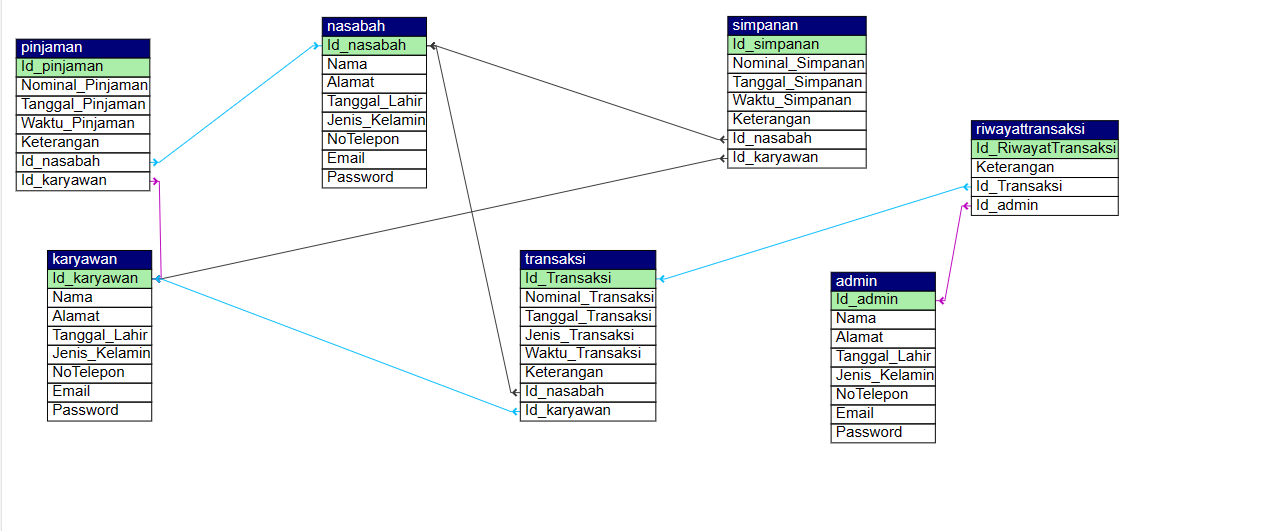 pinjaman
Id_pinjaman
Nominal_Pinjaman
Tanggal_Pinjaman
Waktu_Pinjaman
Keterangan
Id_nasabah
Id_karyawan
nasabah
Id_nasabah
Nama
Alamat
Tanggal_Lahir
Jenis_Kelamin
NoTelepon
Email
Password
simpanan
Id_simpanan
Nominal_Simpanan
Tanggal_Simpanan
Waktu_Simpanan
Keterangan
Id_nasabah
Id_karyawan
riwayattransaksi
Id_RiwayatTransaksi
Keterangan
Id_Transaksi
Id_admin
karyawan
Id_karyawan
Nama
Alamat
Tanggal_Lahir
Jenis_Kelamin
NoTelepon
Email
Password
transaksi
Id_Transaksi
Nominal_Transaksi
Tanggal_Transaksi
Jenis_Transaksi
Waktu_Transaksi
Keterangan
Id_nasabah
Id_karyawan
admin
Id_admin
Nama
Alamat
Tanggal_Lahir
Jenis_Kelamin
NoTelepon
Email
Password